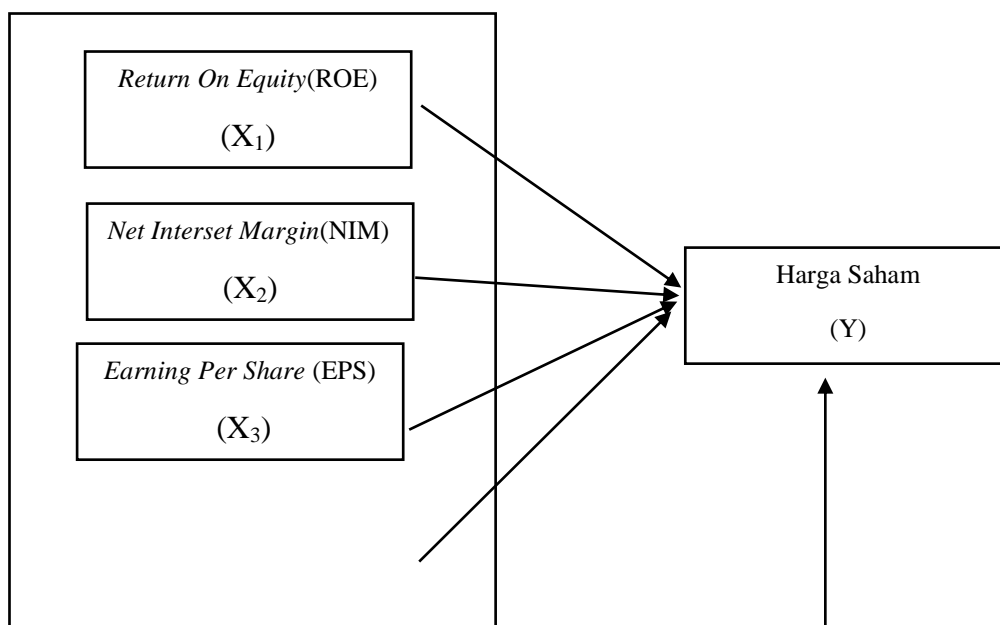 Return On Equity(ROE)
(X₁)
Net Interset Margin(NIM)
(X₂)
Earning Per Share (EPS)
(X₃)
Harga Saham
(Y)